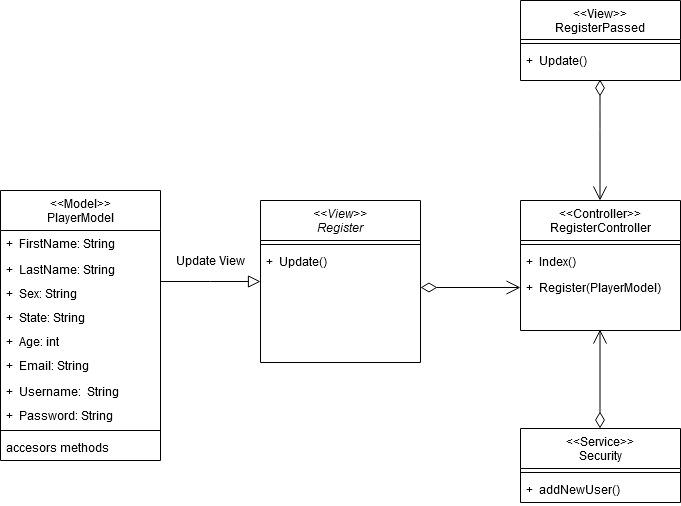 <<View>>
RegisterPassed
+ Update()
<<Model>>
PlayerModel
+ FirstName: String
+ LastName: String
+ Sex: String
+ State: String
+ Age: int
+ Email: String
+ Username: String
+ Password: String
accesors methods
Update View
<<View>>
Register
+ Update()
<<Controller>>
RegisterController
+ Index()
+ Register(PlayerModel)
<<Service>>
Security
+ addNewUser()